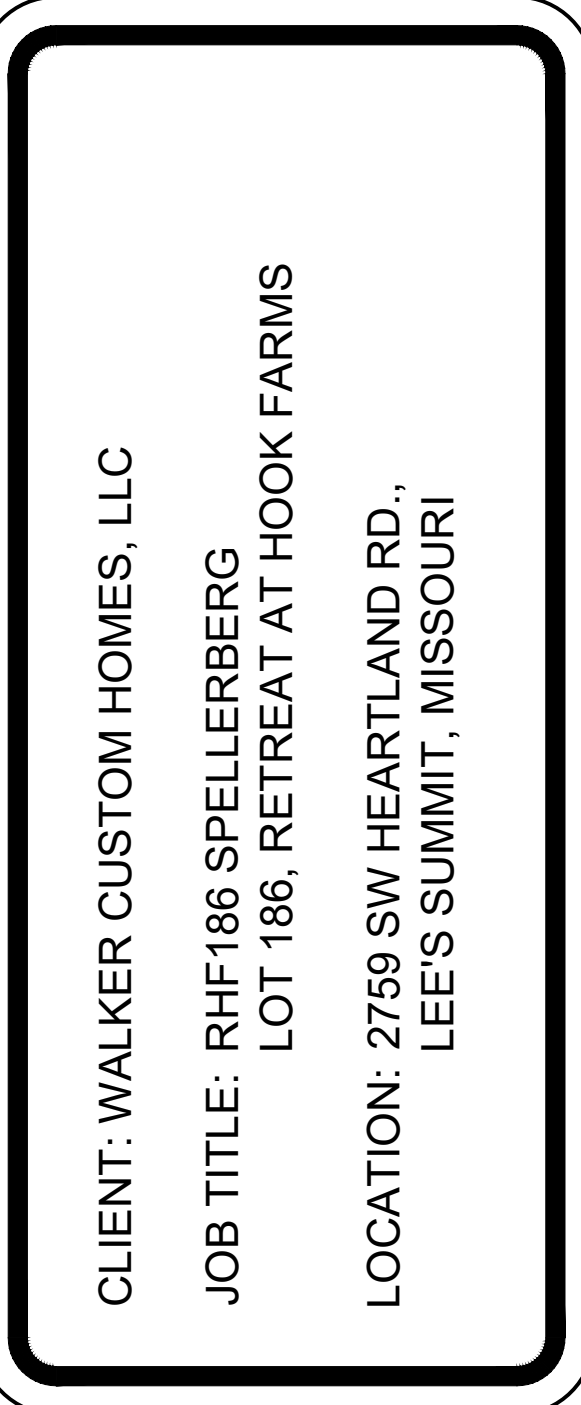 CLIENT: WALKER CUSTOM HOMES, LLC
JOB TITLE: RHF186 SPELLERBERG
LOT 186, RETREAT AT HOOK FARMS
LOCATION: 2759 SW HEARTLAND RD.,
LEE'S SUMMIT, MISSOURI